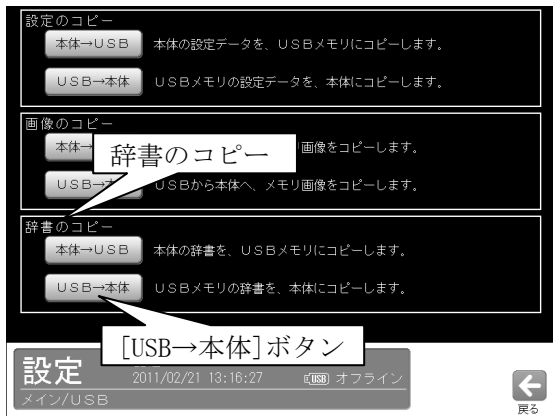 設定のコピー
本体→USB 本体の設定データを、USBメモリにコピーします。
USB→本体 USBメモリの設定データを、本体にコピーします。
画像のコピー
本体→ 画像をコピーします。
辞書のコピー
USB→ USBから本体へ、メモリ画像をコピーします。
辞書のコピー
本体→USB 本体の辞書を、USBメモリにコピーします。
USB→本体 USBメモリの辞書を、本体にコピーします。
[USB→本体]ボタン
設定
2011/02/21 13:16:27 USB オフライン
メイン/USB
戻る